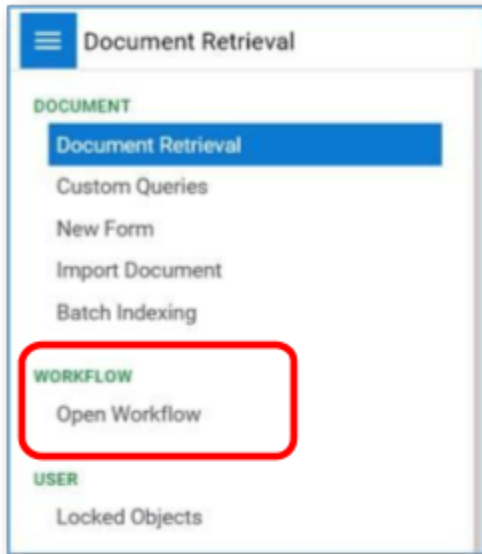 Document Retrieval
DOCUMENT
Document Retrieval
Custom Queries
New Form
Import Document
Batch Indexing
WORKFLOW
Open Workflow
USER
Locked Objects